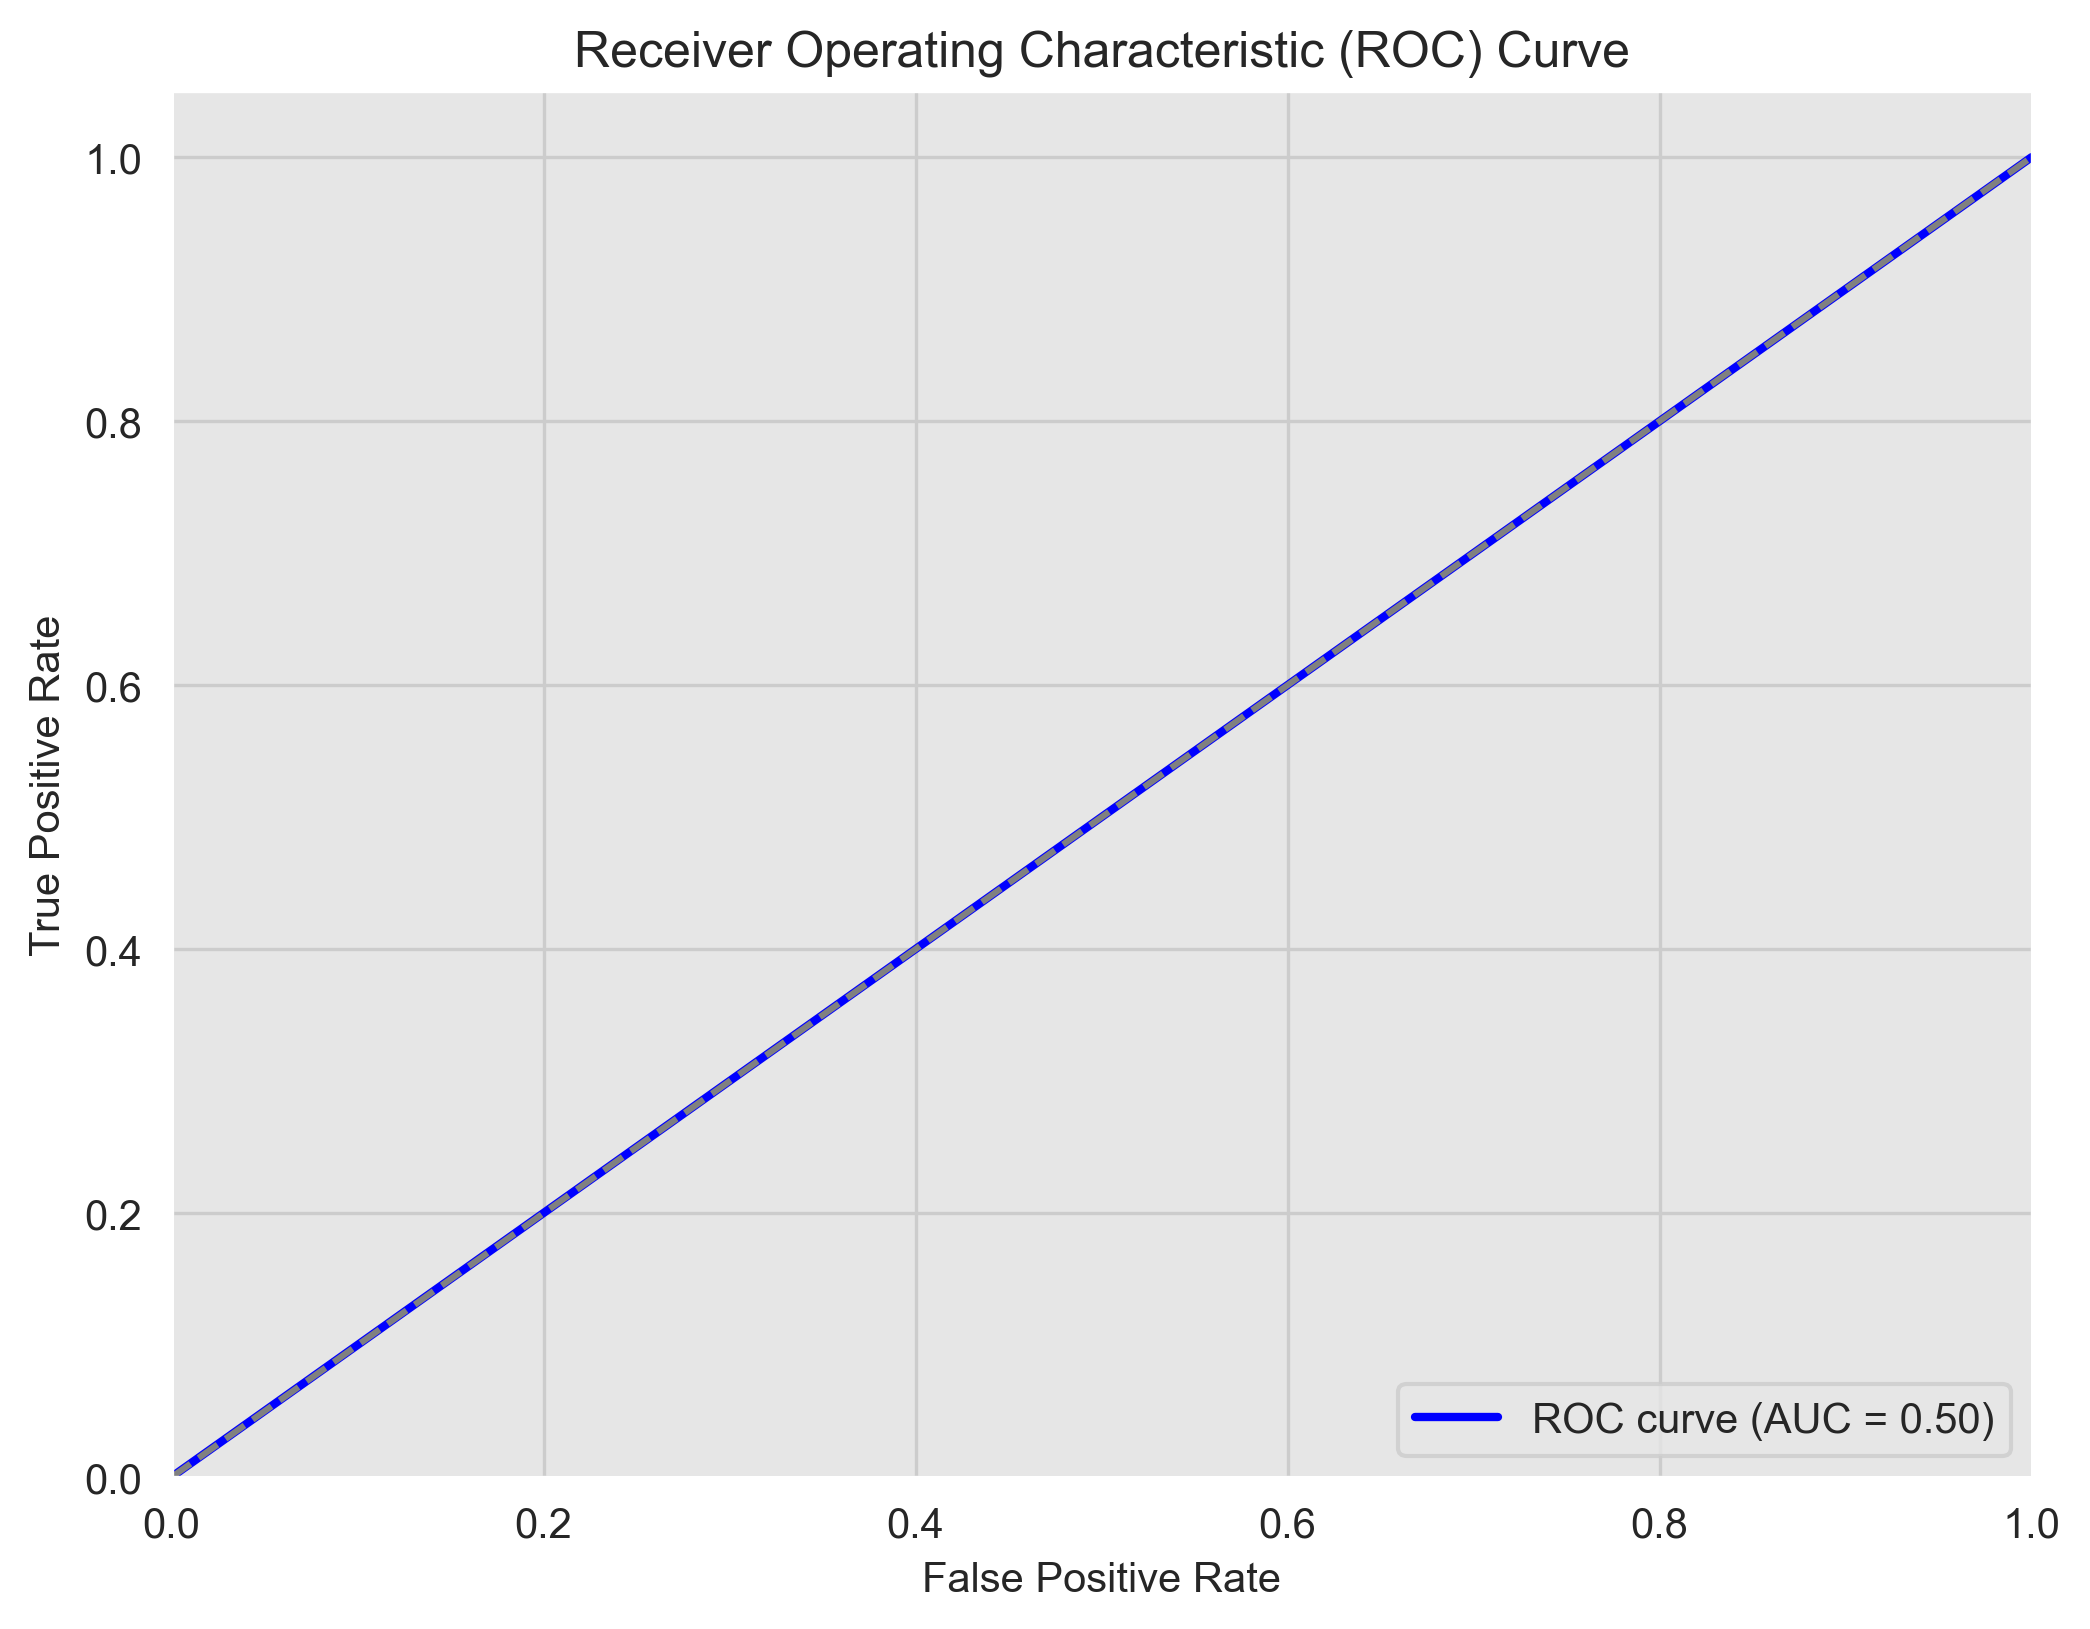 Receiver Operating Characteristic (ROC) Curve
1.0
0.8
0.6
0.4
0.2
0.0
True Positive Rate
0.0 0.2 0.4 0.6 0.8 1.0
False Positive Rate
ROC curve (AUC = 0.50)